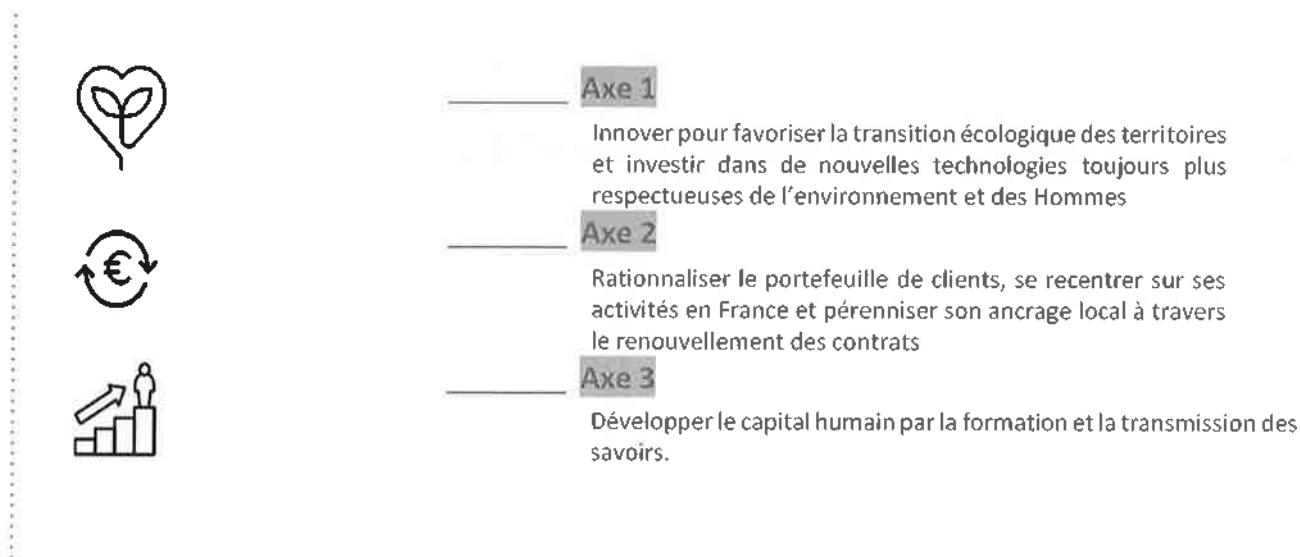 Axe 1
Innover pour favoriser la transition écologique des territoires
et investir dans de nouvelles technologies toujours plus
respectueuses de l'environnement et des Hommes
Axe 2
Rationnaliser le portefeuille de clients, se recentrer sur ses
activités en France et pérenniser son ancrage local à travers
le renouvellement des contrats
Axe 3
Développer le capital humain par la formation et la transmission des
savoirs.